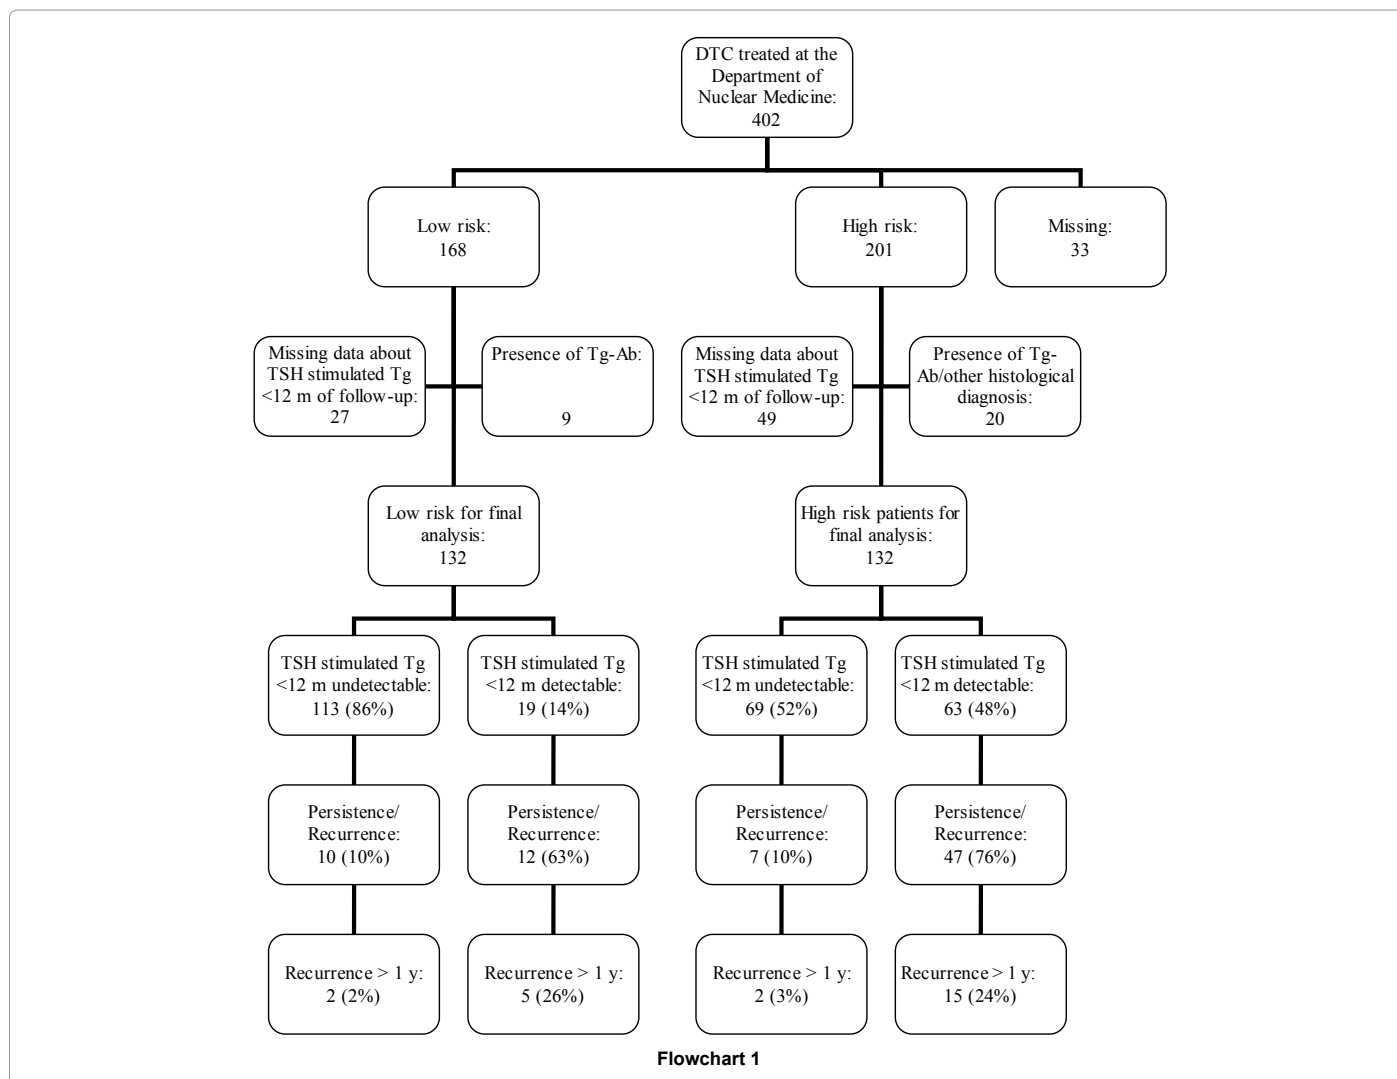 DTC treated at the
Department of
Nuclear Medicine:
402
Low risk:
168
High risk:
201
Missing:
33
Missing data about
TSH stimulated Tg
<12 m of follow-up:
27
Presence of Tg-Ab:
9
Missing data about
TSH stimulated Tg
<12 m of follow-up:
49
Presence of Tg-
Ab/other histological
diagnosis:
20
Low risk for final
analysis:
132
High risk patients for
final analysis:
132
TSH stimulated Tg
<12 m undetectable:
113 (86%)
TSH stimulated Tg
<12 m detectable:
19 (14%)
TSH stimulated Tg
<12 m undetectable:
69 (52%)
TSH stimulated Tg
<12 m detectable:
63 (48%)
Persistence/
Recurrence:
10 (10%)
Persistence/
Recurrence:
12 (63%)
Persistence/
Recurrence:
7 (10%)
Persistence/
Recurrence:
47 (76%)
Recurrence > 1 y:
2 (2%)
Recurrence > 1 y:
5 (26%)
Recurrence > 1 y:
2 (3%)
Recurrence > 1 y:
15 (24%)
Flowchart 1